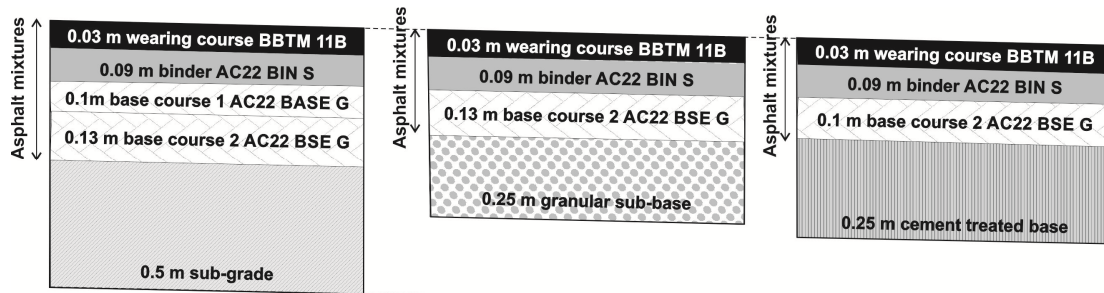 Asphalt mixtures
0.03 m wearing course BBTM 11B
0.09 m binder AC22 BIN S
0.1m base course 1 AC22 BASE G
0.13 m base course 2 AC22 BSE G
0.5 m sub-grade
Asphalt mixtures
0.03 m wearing course BBTM 11B
0.09 m binder AC22 BIN S
0.13 m base course 2 AC22 BSE G
0.25 m granular sub-base
Asphalt mixtures
0.03 m wearing course BBTM 11B
0.09 m binder AC22 BIN S
0.1 m base course 2 AC22 BSE G
0.25 m cement treated base